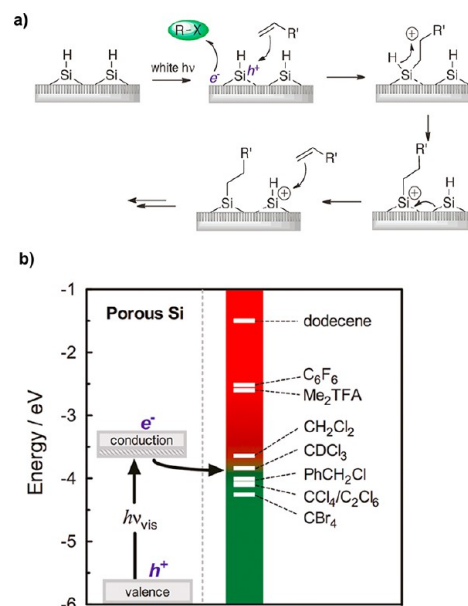 a)
H H
Si Si
white hν
R-X
R'
H H
Si h⁺ Si
e⁻
R'
H ⊕ H
Si Si
R'
R'
H
Si Si ⊕
R'
⊕ H
Si Si
b)
Porous Si
Energy / eV
-1
-2
-3
-4
-5
-6
e⁻
conduction
hνvis
h⁺
valence
dodecene
C₆F₆
Me₂TFA
CH₂Cl₂
CDCl₃
PhCH₂Cl
CCl₄/C₂Cl₆
CBr₄